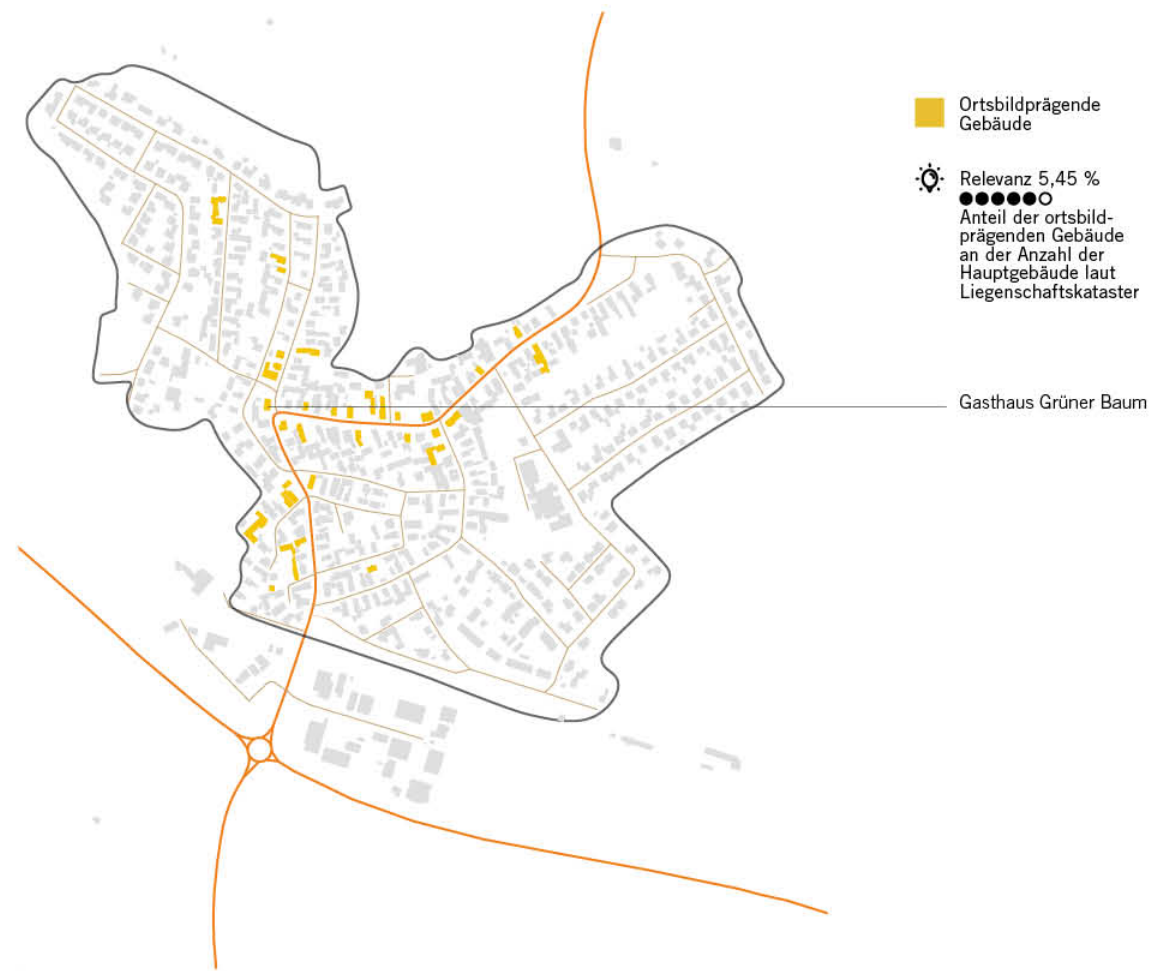 Ortsbildprägende
Gebäude
Relevanz 5,45 %
Anteil der ortsbild-
prägenden Gebäude
an der Anzahl der
Hauptgebäude laut
Liegenschaftskataster
Gasthaus Grüner Baum